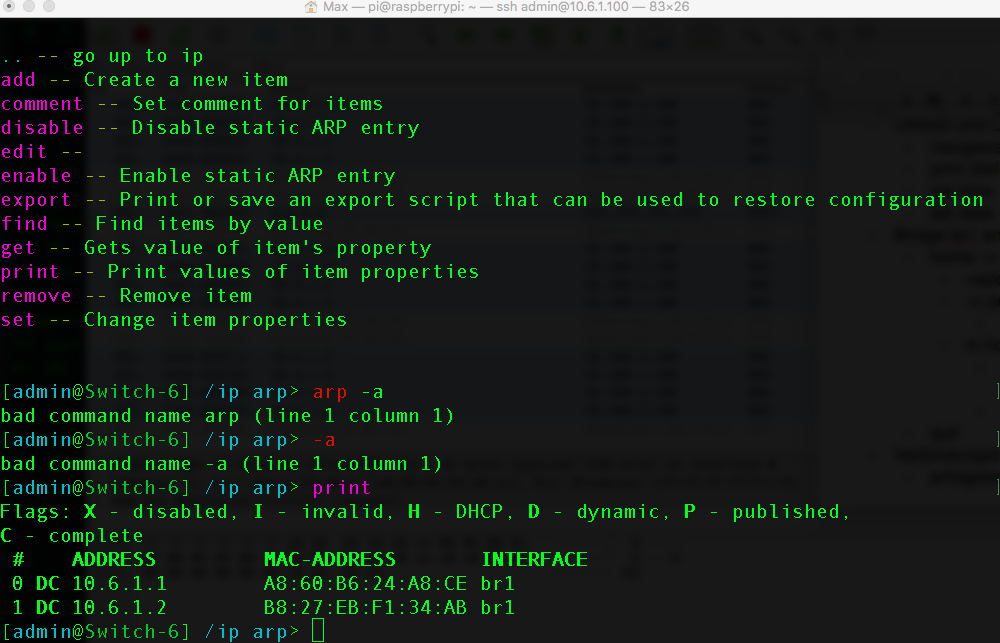 Max — pi@raspberrypi: ~ — ssh admin@10.6.1.100 — 83×26
.. -- go up to ip
add -- Create a new item
comment -- Set comment for items
disable -- Disable static ARP entry
edit --
enable -- Enable static ARP entry
export -- Print or save an export script that can be used to restore configuration
find -- Find items by value
get -- Gets value of item's property
print -- Print values of item properties
remove -- Remove item
set -- Change item properties
[admin@Switch-6] /ip arp> arp -a
bad command name arp (line 1 column 1)
[admin@Switch-6] /ip arp> -a
bad command name -a (line 1 column 1)
[admin@Switch-6] /ip arp> print
Flags: X - disabled, I - invalid, H - DHCP, D - dynamic, P - published,
C - complete
# ADDRESS MAC-ADDRESS INTERFACE
0 DC 10.6.1.1 A8:60:B6:24:A8:CE br1
1 DC 10.6.1.2 B8:27:EB:F1:34:AB br1
[admin@Switch-6] /ip arp>